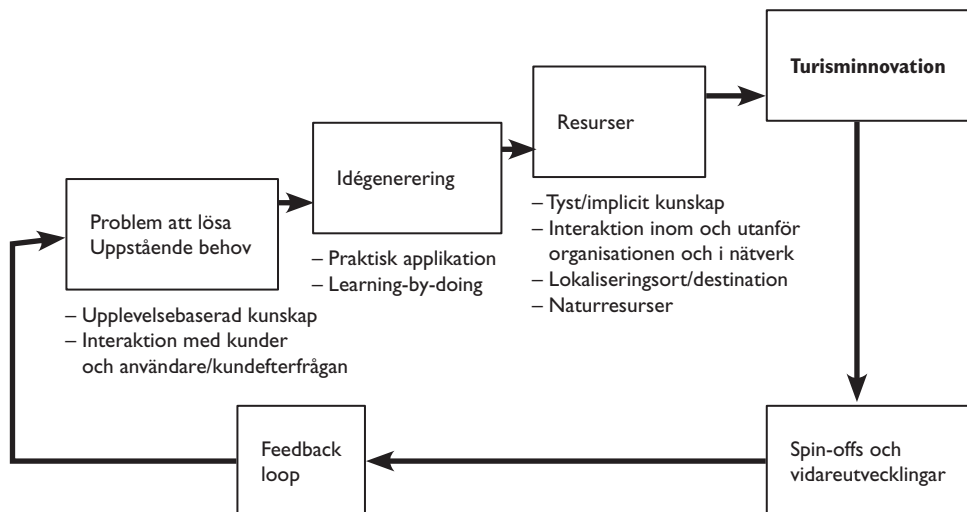 Turisminnovation
Resurser
Idégenerering
– Tyst/implicit kunskap
– Interaktion inom och utanför
organisationen och i nätverk
– Lokaliseringsort/destination
– Naturresurser
Problem att lösa
Uppstående behov
– Praktisk applikation
– Learning-by-doing
– Upplevelsebaserad kunskap
– Interaktion med kunder
och användare/kundefterfrågan
Feedback
loop
Spin-offs och
vidareutvecklingar